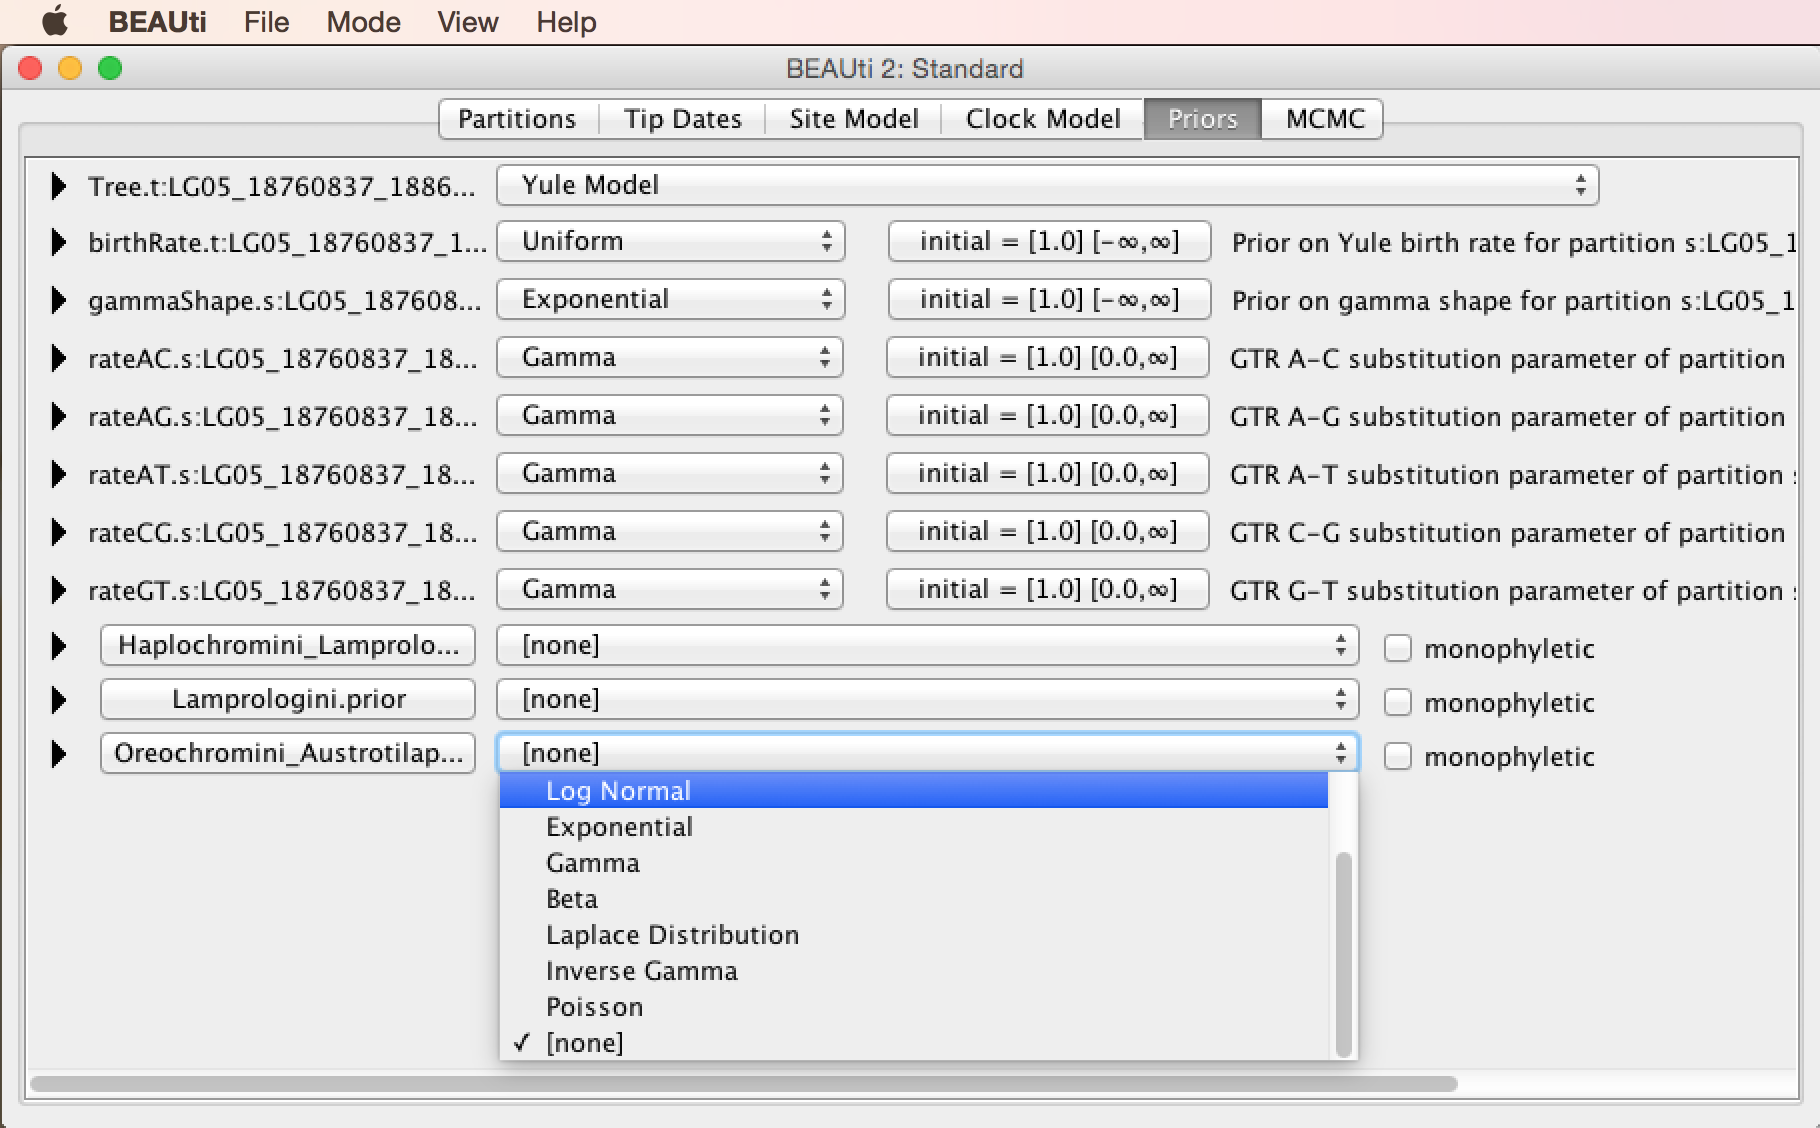 BEAUti File Mode View Help
BEAUti 2: Standard
Partitions Tip Dates Site Model Clock Model Priors MCMC
Tree.t:LG05_18760837_1886... Yule Model
birthRate.t:LG05_18760837_1... Uniform initial = [1.0] [-∞,∞] Prior on Yule birth rate for partition s:LG05_1
gammaShape.s:LG05_187608... Exponential initial = [1.0] [-∞,∞] Prior on gamma shape for partition s:LG05_1
rateAC.s:LG05_18760837_18... Gamma initial = [1.0] [0.0,∞] GTR A-C substitution parameter of partition
rateAG.s:LG05_18760837_18... Gamma initial = [1.0] [0.0,∞] GTR A-G substitution parameter of partition
rateAT.s:LG05_18760837_18... Gamma initial = [1.0] [0.0,∞] GTR A-T substitution parameter of partition
rateCG.s:LG05_18760837_18... Gamma initial = [1.0] [0.0,∞] GTR C-G substitution parameter of partition
rateGT.s:LG05_18760837_18... Gamma initial = [1.0] [0.0,∞] GTR G-T substitution parameter of partition
Haplochromini_Lamprolo... [none] monophyletic
Lamprologini.prior [none] monophyletic
Oreochromini_Austrotilap... [none] monophyletic
Log Normal
Exponential
Gamma
Beta
Laplace Distribution
Inverse Gamma
Poisson
✓ [none]